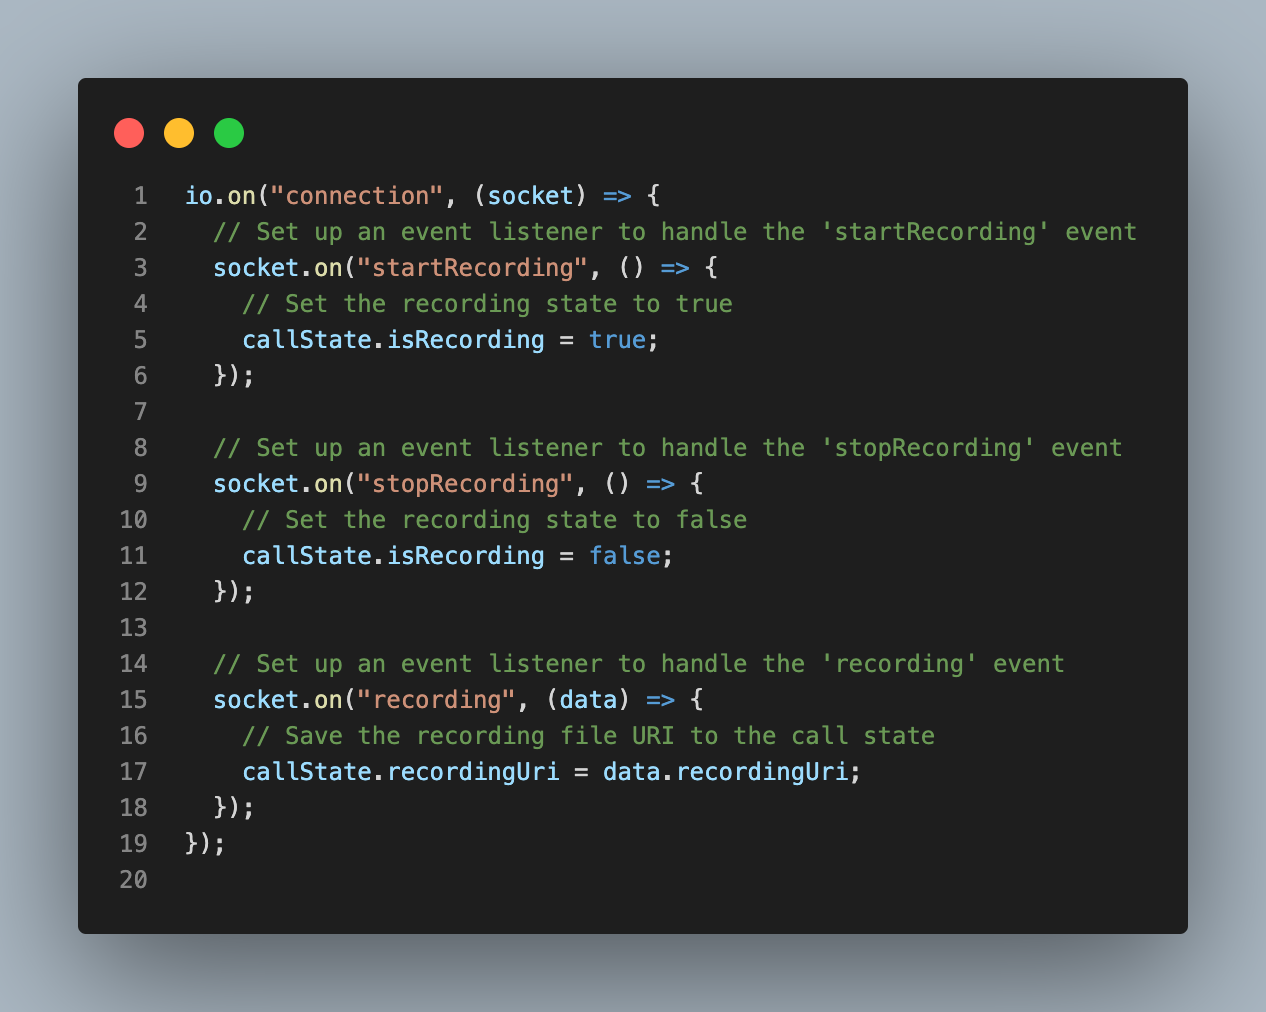 1 io.on("connection", (socket) => {
2   // Set up an event listener to handle the 'startRecording' event
3   socket.on("startRecording", () => {
4     // Set the recording state to true
5     callState.isRecording = true;
6   });
7
8   // Set up an event listener to handle the 'stopRecording' event
9   socket.on("stopRecording", () => {
10     // Set the recording state to false
11     callState.isRecording = false;
12   });
13
14   // Set up an event listener to handle the 'recording' event
15   socket.on("recording", (data) => {
16     // Save the recording file URI to the call state
17     callState.recordingUri = data.recordingUri;
18   });
19 });
20